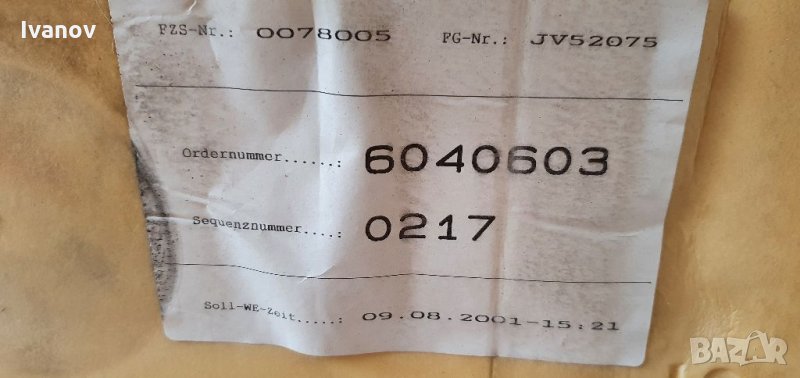 Ivanov
FZS-Nr.: 0078005 FG-Nr.: JV52075
Ordernummer......: 6040603
Sequenznummer....: 0217
Soll-WE-Zeit.....: 09.08.2001-15:21
BAZAR